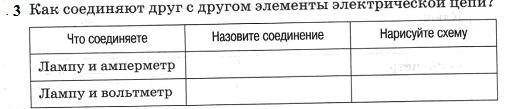 3 Как соединяют друг с другом элементы электрической цепи?
Что соединяете Назовите соединение Нарисуйте схему
Лампу и амперметр
Лампу и вольтметр